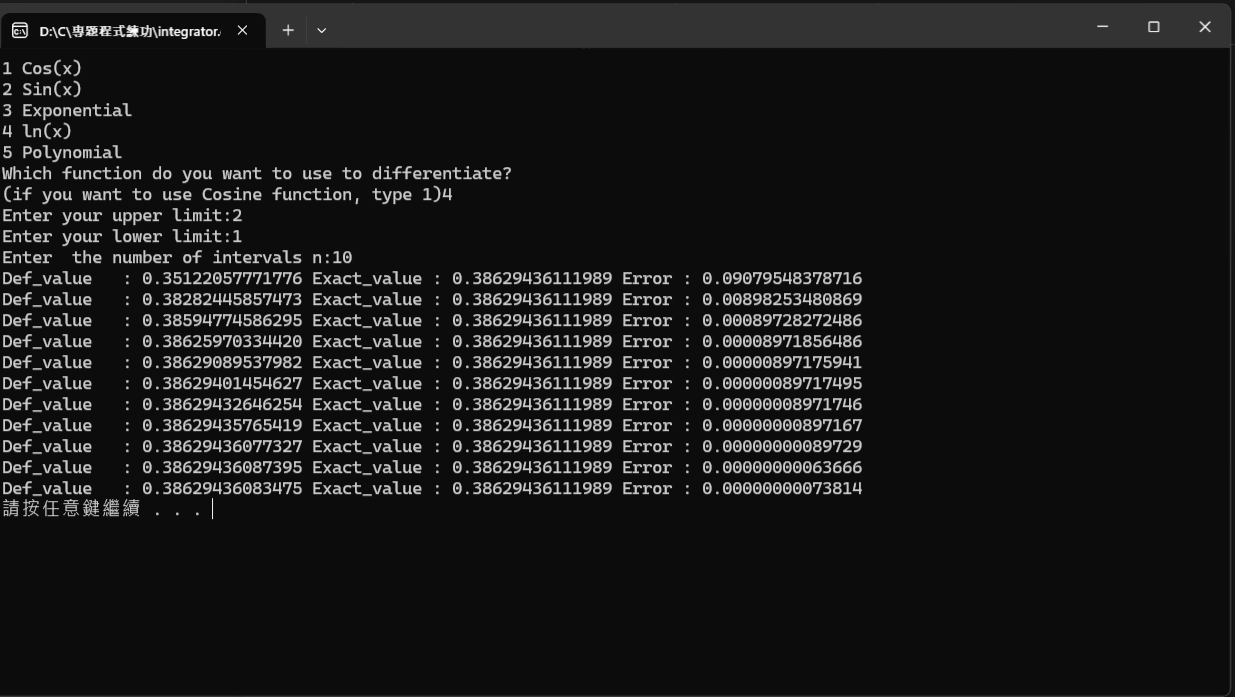 D:\C\專題程式練功\integrator.
1 Cos(x)
2 Sin(x)
3 Exponential
4 ln(x)
5 Polynomial
Which function do you want to use to differentiate?
(if you want to use Cosine function, type 1)4
Enter your upper limit:2
Enter your lower limit:1
Enter  the number of intervals n:10
Def_value   : 0.35122057771776 Exact_value : 0.38629436111989 Error : 0.09079548378716
Def_value   : 0.38282445857473 Exact_value : 0.38629436111989 Error : 0.00898253480869
Def_value   : 0.38594774586295 Exact_value : 0.38629436111989 Error : 0.00089728272486
Def_value   : 0.38625970334420 Exact_value : 0.38629436111989 Error : 0.00008971856486
Def_value   : 0.38629089537982 Exact_value : 0.38629436111989 Error : 0.00000897175941
Def_value   : 0.38629401454627 Exact_value : 0.38629436111989 Error : 0.00000089717495
Def_value   : 0.38629432646254 Exact_value : 0.38629436111989 Error : 0.00000008971746
Def_value   : 0.38629435765419 Exact_value : 0.38629436111989 Error : 0.00000000897167
Def_value   : 0.38629436077327 Exact_value : 0.38629436111989 Error : 0.00000000089729
Def_value   : 0.38629436087395 Exact_value : 0.38629436111989 Error : 0.00000000063666
Def_value   : 0.38629436083475 Exact_value : 0.38629436111989 Error : 0.00000000073814
請按任意鍵繼續 . . .